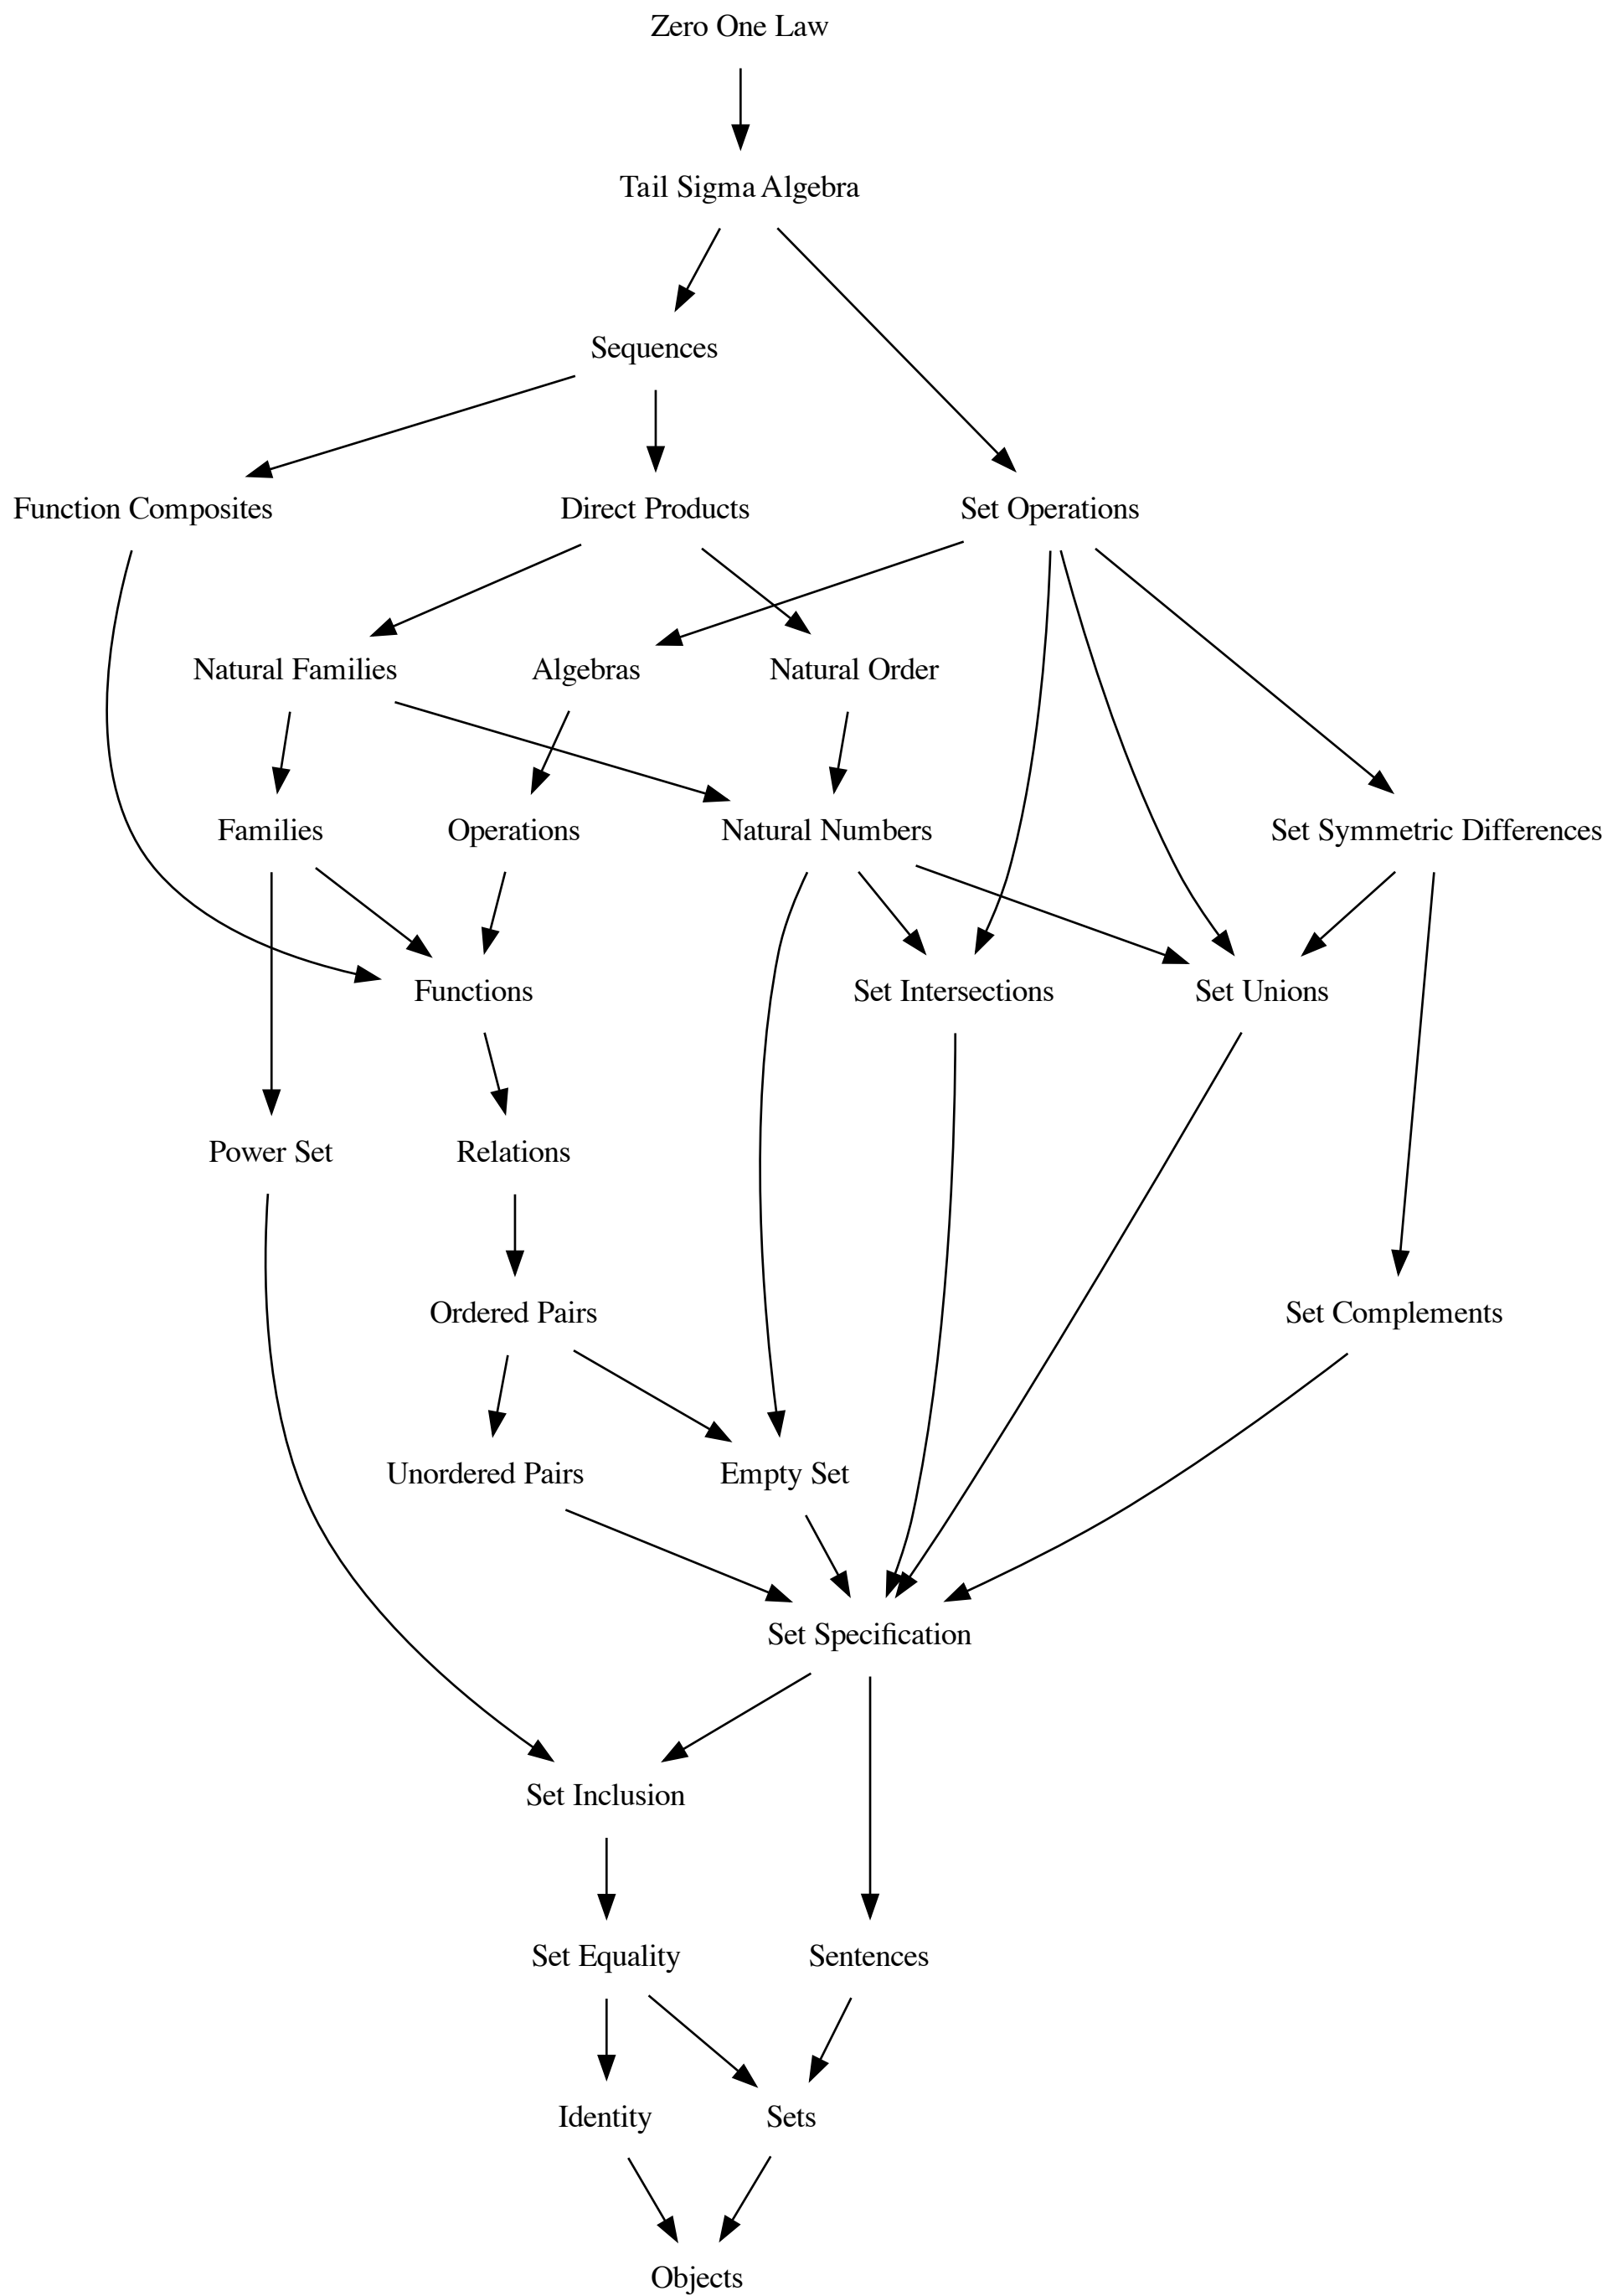 Zero One Law
Tail Sigma Algebra
Sequences
Function Composites
Direct Products
Set Operations
Natural Families
Algebras
Natural Order
Families
Operations
Natural Numbers
Set Symmetric Differences
Functions
Set Intersections
Set Unions
Power Set
Relations
Ordered Pairs
Set Complements
Unordered Pairs
Empty Set
Set Specification
Set Inclusion
Set Equality
Sentences
Identity
Sets
Objects